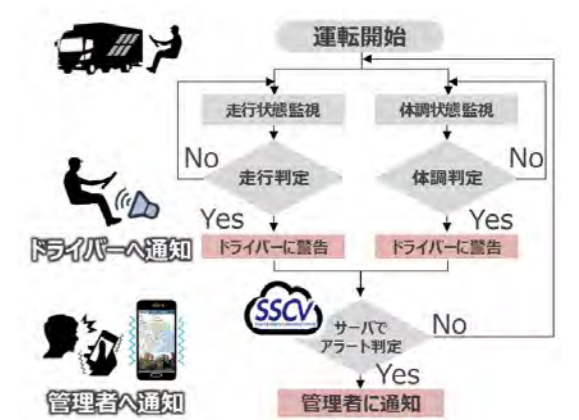 運転開始
走行状態監視
体調状態監視
No
走行判定
体調判定
No
Yes
Yes
ドライバーへ通知
ドライバーに警告
ドライバーに警告
SSCV
サーバで
アラート判定
No
Yes
管理者へ通知
管理者に通知